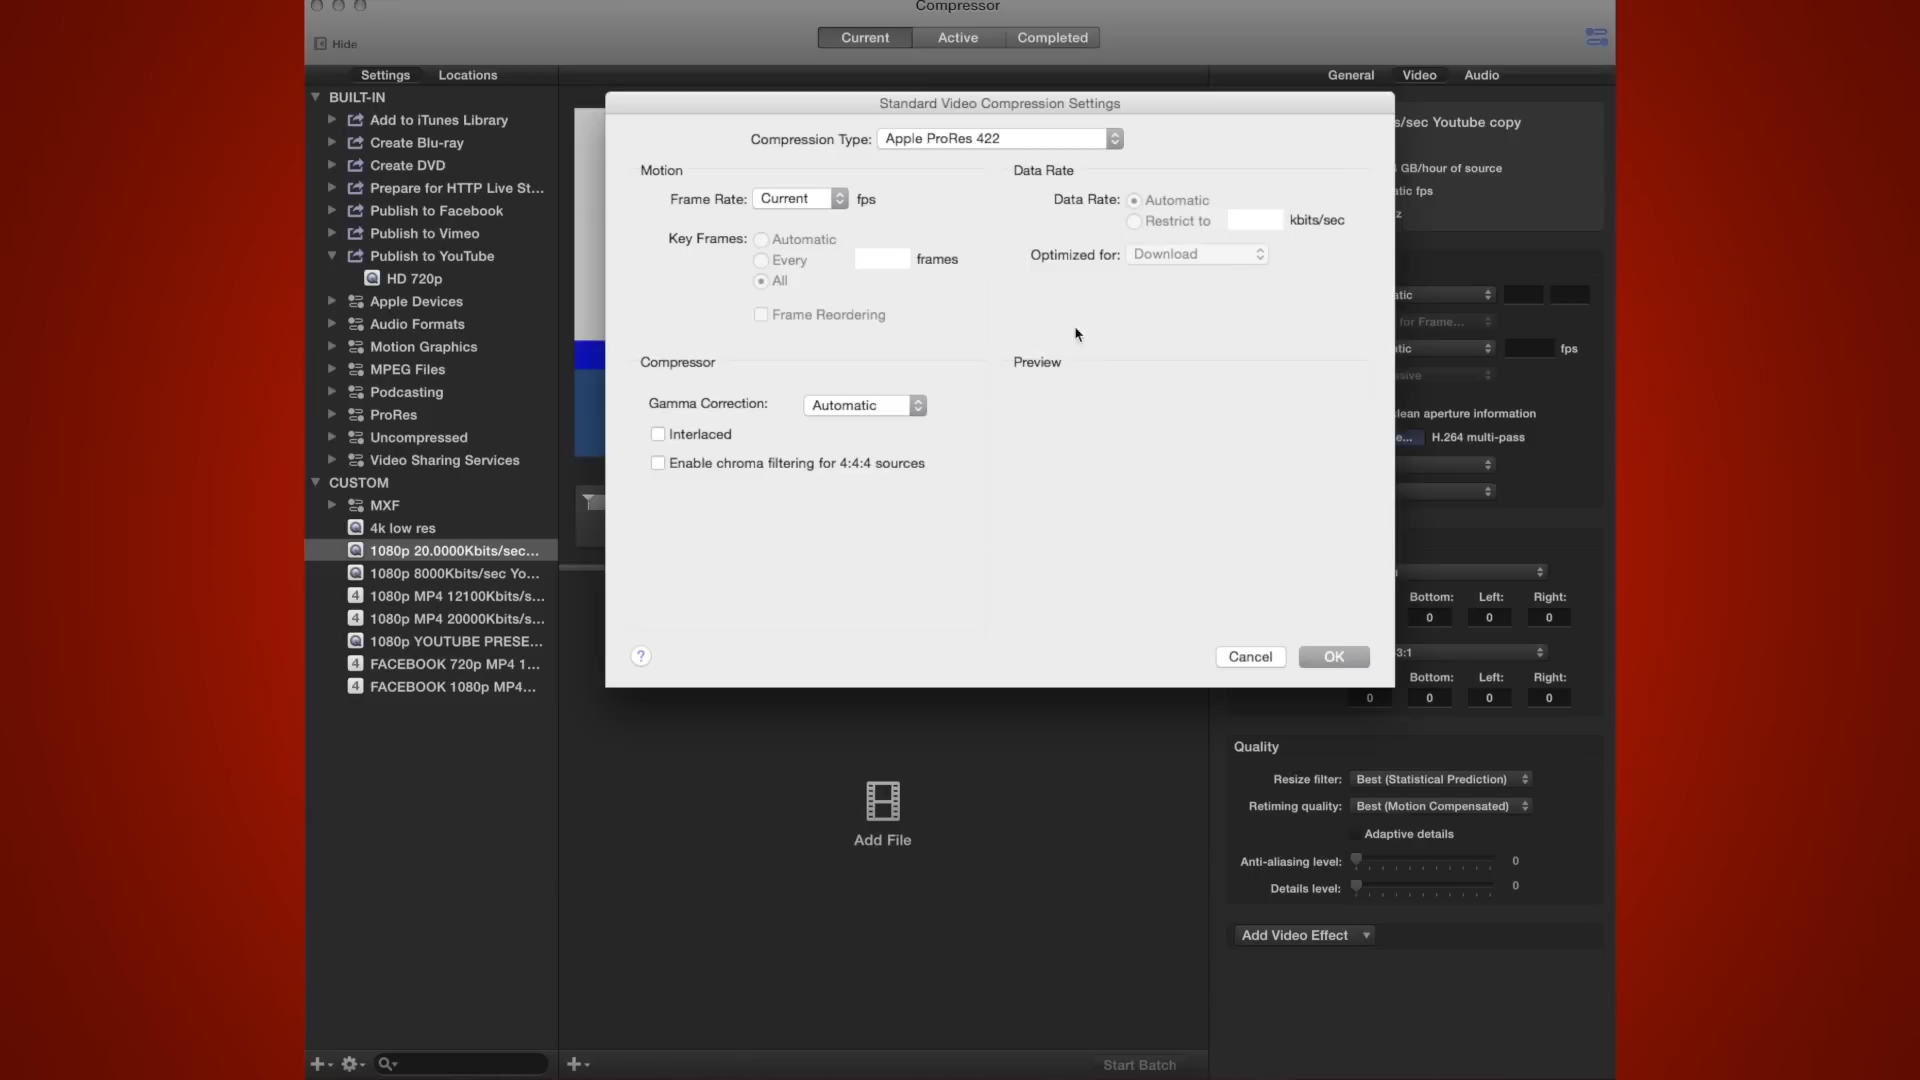 Compressor
Hide
Current
Active
Completed
Settings
Locations
General
Video
Audio
BUILT-IN
Add to iTunes Library
Create Blu-ray
Create DVD
Prepare for HTTP Live St...
Publish to Facebook
Publish to Vimeo
Publish to YouTube
HD 720p
Apple Devices
Audio Formats
Motion Graphics
MPEG Files
Podcasting
ProRes
Uncompressed
Video Sharing Services
CUSTOM
MXF
4k low res
1080p 20.0000Kbits/sec...
1080p 8000Kbits/sec Yo...
1080p MP4 12100Kbits/s...
1080p MP4 20000Kbits/s...
1080p YOUTUBE PRESE...
FACEBOOK 720p MP4 1...
FACEBOOK 1080p MP4...
Standard Video Compression Settings
Compression Type: Apple ProRes 422
Motion
Frame Rate: Current fps
Key Frames: Automatic
Every frames
All
Frame Reordering
Data Rate
Data Rate: Automatic
Restrict to kbits/sec
Optimized for: Download
Compressor
Gamma Correction: Automatic
Interlaced
Enable chroma filtering for 4:4:4 sources
Preview
?
Cancel
OK
s/sec Youtube copy
GB/hour of source
tic fps
z
tic
for Frame...
tic fps
ssive
lean aperture information
e... H.264 multi-pass
Bottom: Left: Right:
0 0 0
3:1
Bottom: Left: Right:
0 0 0 0
Quality
Resize filter: Best (Statistical Prediction)
Retiming quality: Best (Motion Compensated)
Adaptive details
Anti-aliasing level: 0
Details level: 0
Add Video Effect
Add File
Start Batch